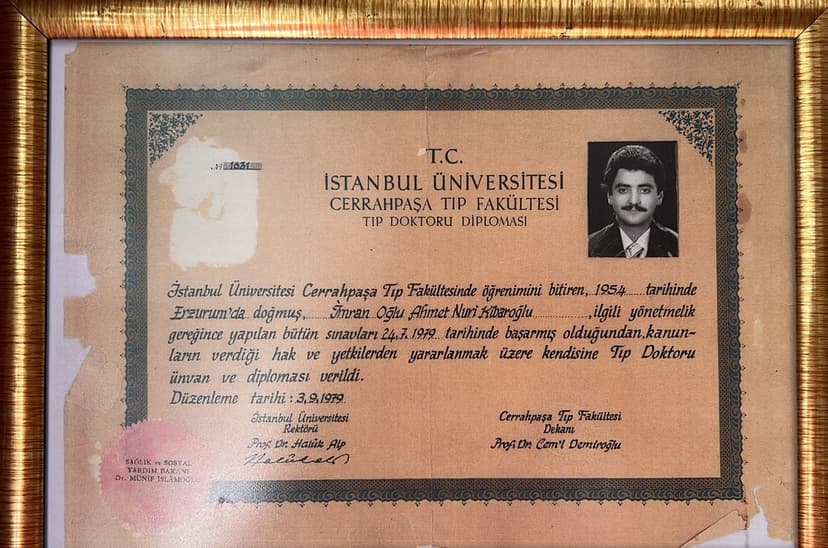 № 1631
T.C.
İSTANBUL ÜNİVERSİTESİ
CERRAHPAŞA TIP FAKÜLTESİ
TIP DOKTORU DİPLOMASI
İstanbul Üniversitesi Cerrahpaşa Tıp Fakültesinde öğrenimini bitiren, 1954 tarihinde
Erzurum'da doğmuş, İmran Oğlu Ahmet Nuri Kibaroğlu , ilgili yönetmelik
gereğince yapılan bütün sınavları 24.7.1979 tarihinde başarmış olduğundan, kanun-
ların verdiği hak ve yetkilerden yararlanmak üzere kendisine Tıp Doktoru
ünvan ve diploması verildi.
Düzenleme tarihi : 3.9.1979
İstanbul Üniversitesi
Rektörü
Prof. Dr. Halûk Alp
Cerrahpaşa Tıp Fakültesi
Dekanı
Prof. Dr. Cem'i Demiroğlu
SAĞLIK ve SOSYAL
YARDIM BAKANI
Dr. MÜNİF İSLÂMOĞLU